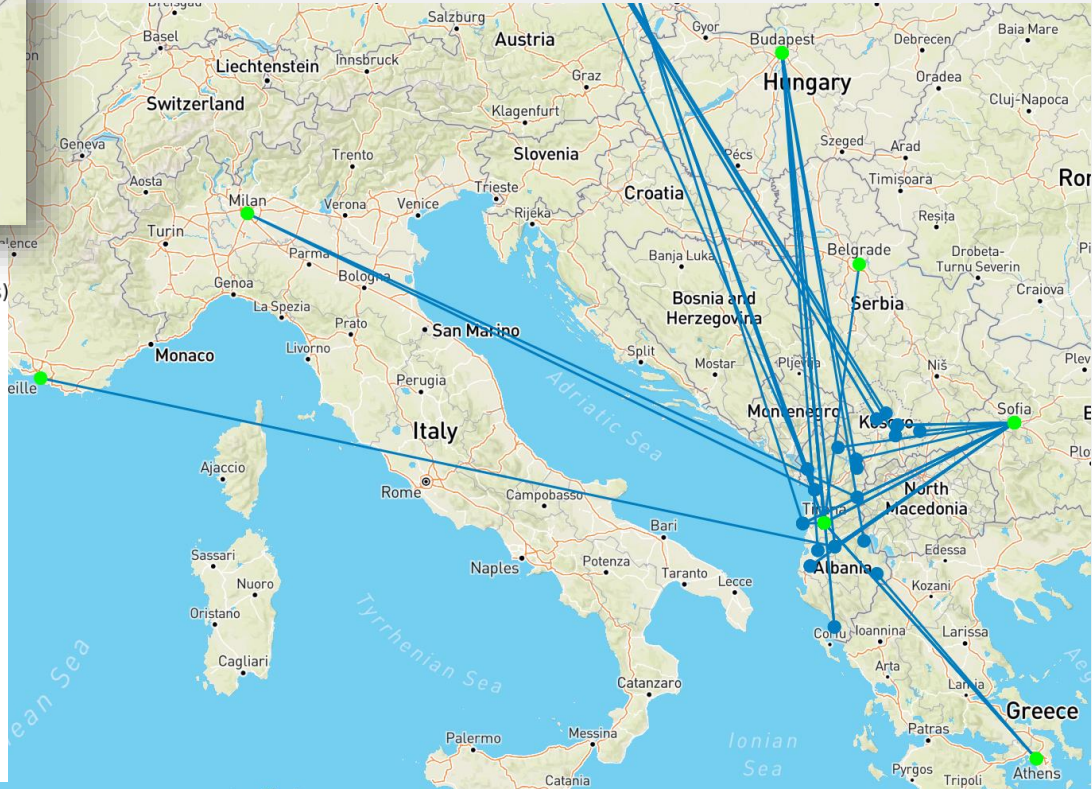 Salzburg
Gyor
Budapest
Debrecen
Baia Mare
Basel
Austria
Liechtenstein
Innsbruck
Graz
Hungary
Oradea
Switzerland
Cluj-Napoca
Klagenfurt
Geneva
Trento
Slovenia
Pécs
Szeged
Arad
Aosta
Milan
Verona
Venice
Trieste
Croatia
Timisoara
Turin
Rijeka
Reșița
Parma
Bologna
Banja Luka
Belgrade
Drobeta-
Turnu Severin
Genoa
La Spezia
Bosnia and
Herzegovina
Serbia
Craiova
Prato
San Marino
Monaco
Livorno
Split
Mostar
Pljevlja
Niš
Perugia
Adriatic Sea
Montenegro
Kosovo
Sofia
Italy
Ajaccio
Rome
Campobasso
North
Macedonia
Tirana
Bari
Sassari
Naples
Potenza
Taranto
Lecce
Albania
Edessa
Nuoro
Kozani
Oristano
Tyrrhenian Sea
Corfu
Ioannina
Larissa
Cagliari
Arta
Lamia
Catanzaro
Greece
Patras
Palermo
Messina
Ionian
Sea
Catania
Pyrgos
Tripoli
Athens